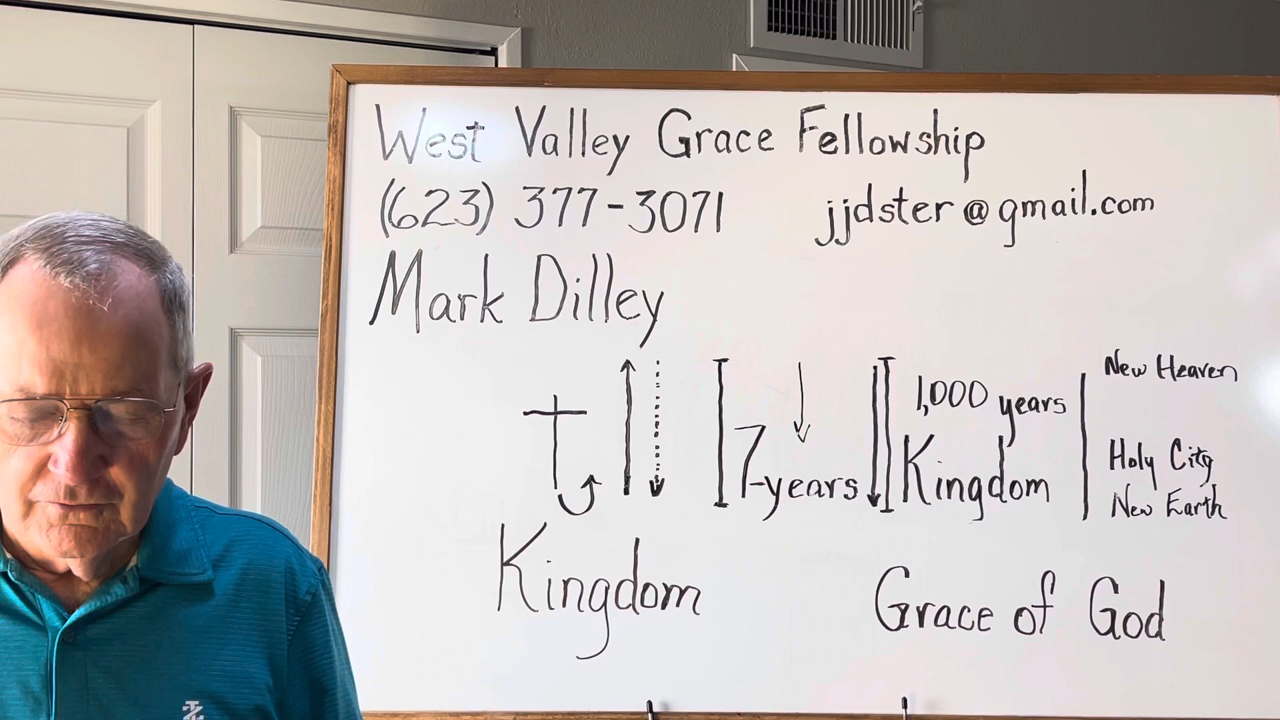 West Valley Grace Fellowship
(623) 377-3071 jjdster@gmail.com
Mark Dilley
7-years
1,000 years
Kingdom
New Heaven
Holy City
New Earth
Kingdom
Grace of God